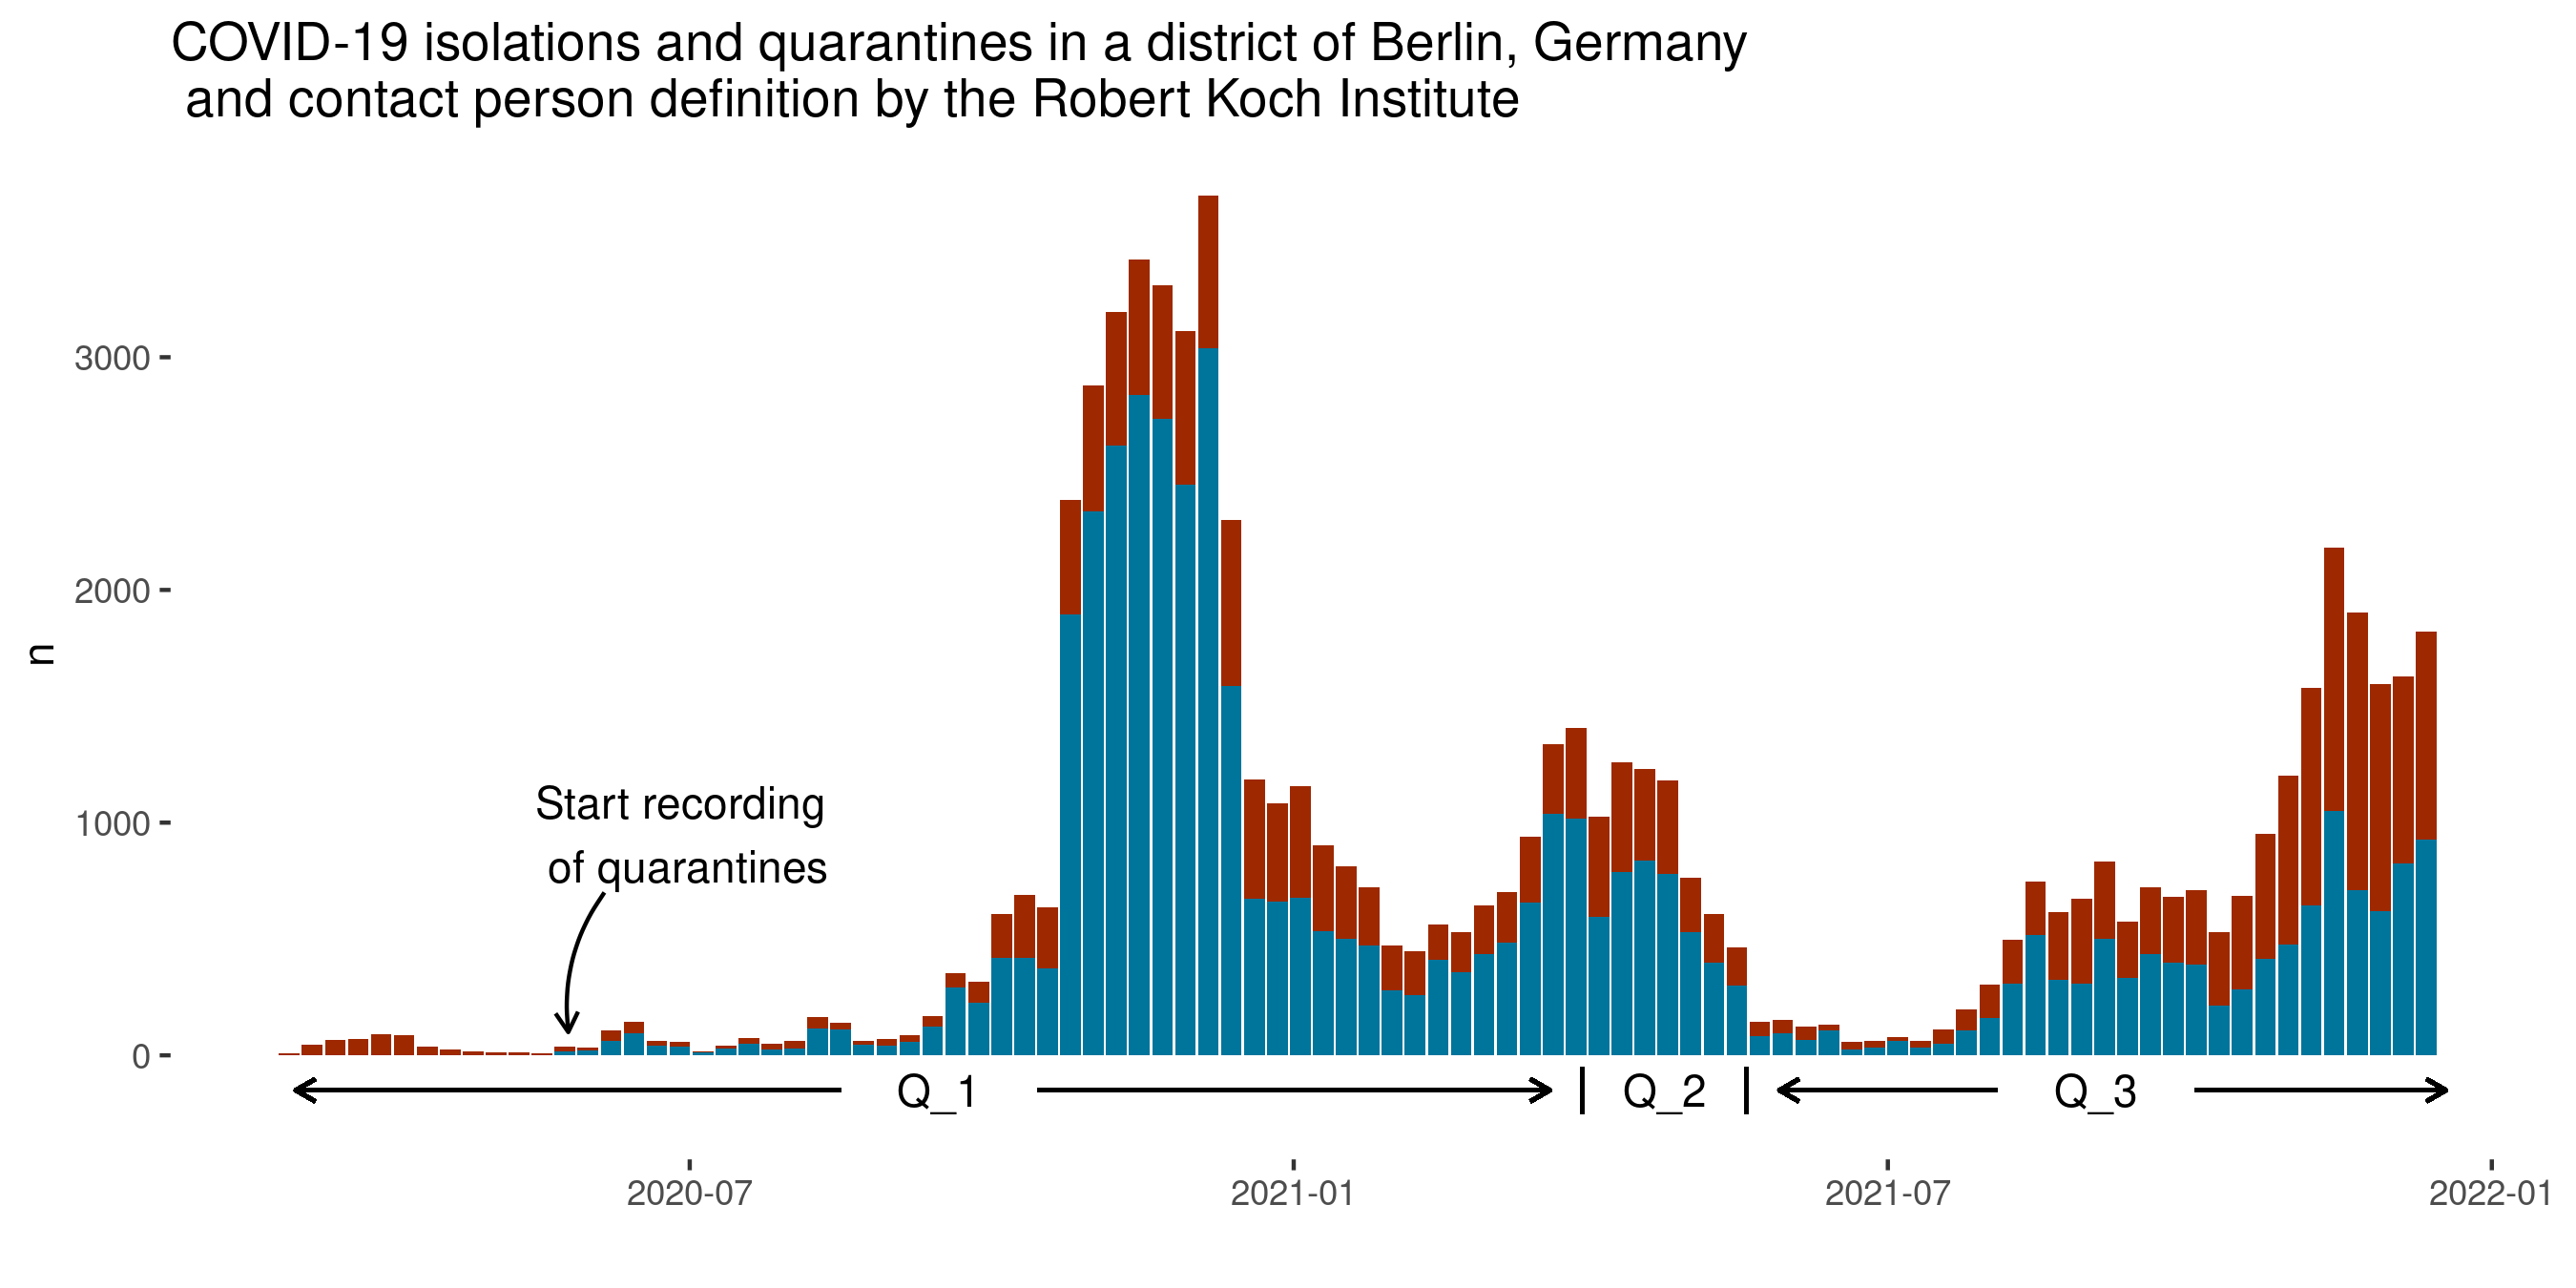 COVID-19 isolations and quarantines in a district of Berlin, Germany
and contact person definition by the Robert Koch Institute
3000
2000
1000
0
n
Start recording
of quarantines
Q_1
Q_2
Q_3
2020-07
2021-01
2021-07
2022-01